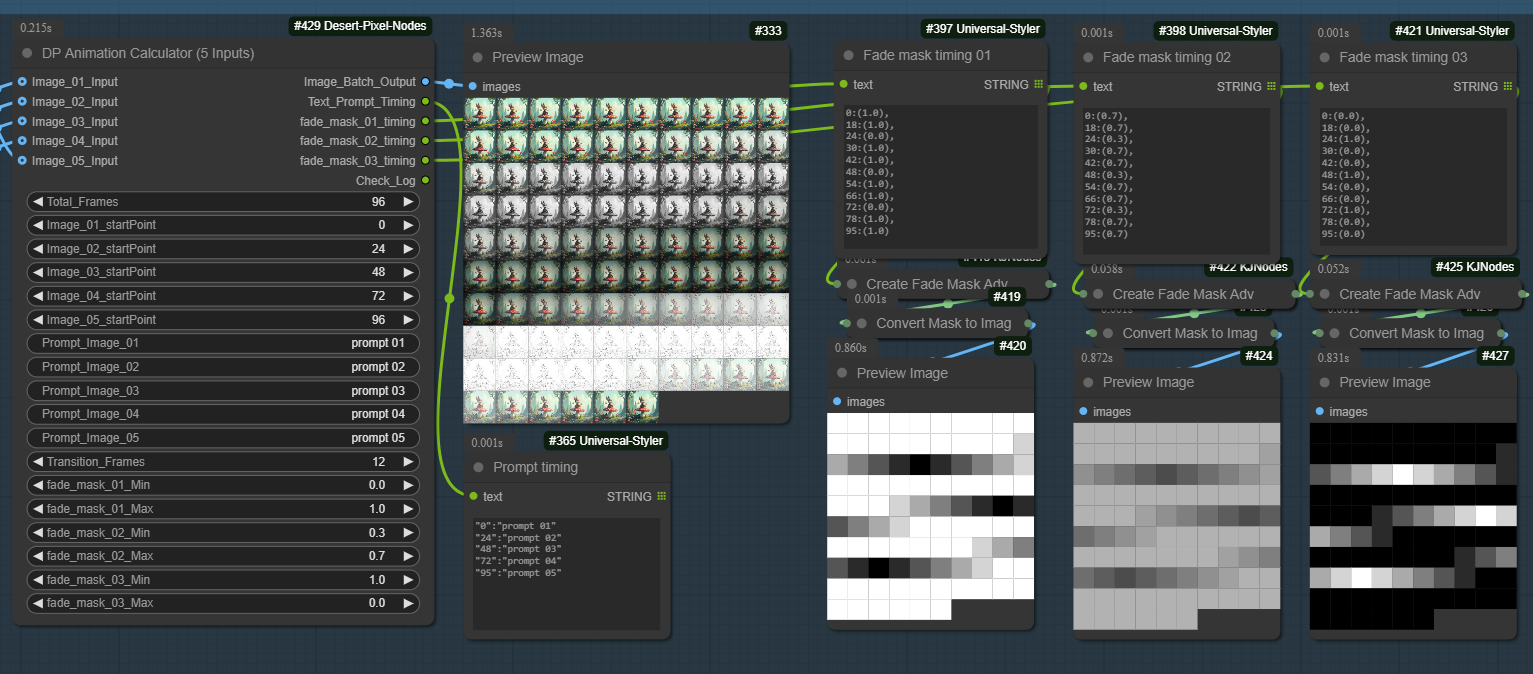 0.215s
#429 Desert-Pixel-Nodes
DP Animation Calculator (5 Inputs)
Image_01_Input
Image_Batch_Output
Image_02_Input
Text_Prompt_Timing
Image_03_Input
fade_mask_01_timing
Image_04_Input
fade_mask_02_timing
Image_05_Input
fade_mask_03_timing
Check_Log
Total_Frames 96
Image_01_startPoint 0
Image_02_startPoint 24
Image_03_startPoint 48
Image_04_startPoint 72
Image_05_startPoint 96
Prompt_Image_01 prompt 01
Prompt_Image_02 prompt 02
Prompt_Image_03 prompt 03
Prompt_Image_04 prompt 04
Prompt_Image_05 prompt 05
Transition_Frames 12
fade_mask_01_Min 0.0
fade_mask_01_Max 1.0
fade_mask_02_Min 0.3
fade_mask_02_Max 0.7
fade_mask_03_Min 1.0
fade_mask_03_Max 0.0
1.363s
#333
Preview Image
images
0.001s
#365 Universal-Styler
Prompt timing
text STRING
"0":"prompt 01"
"24":"prompt 02"
"48":"prompt 03"
"72":"prompt 04"
"95":"prompt 05"
#397 Universal-Styler
Fade mask timing 01
text STRING
0:(1.0),
18:(1.0),
24:(0.0),
30:(1.0),
42:(1.0),
48:(0.0),
54:(1.0),
66:(1.0),
72:(0.0),
78:(1.0),
95:(1.0)
0.001s
KJNodes
Create Fade Mask Adv
0.001s
#419
Convert Mask to Imag
0.860s
#420
Preview Image
images
0.001s
#398 Universal-Styler
Fade mask timing 02
text STRING
0:(0.7),
18:(0.7),
24:(0.3),
30:(0.7),
42:(0.7),
48:(0.3),
54:(0.7),
66:(0.7),
72:(0.3),
78:(0.7),
95:(0.7)
0.058s
#422 KJNodes
Create Fade Mask Adv
0.001s
Convert Mask to Imag
0.872s
#424
Preview Image
images
0.001s
#421 Universal-Styler
Fade mask timing 03
text STRING
0:(0.0),
18:(0.0),
24:(1.0),
30:(0.0),
42:(0.0),
48:(1.0),
54:(0.0),
66:(0.0),
72:(1.0),
78:(0.0),
95:(0.0)
0.052s
#425 KJNodes
Create Fade Mask Adv
0.001s
Convert Mask to Imag
0.831s
#427
Preview Image
images